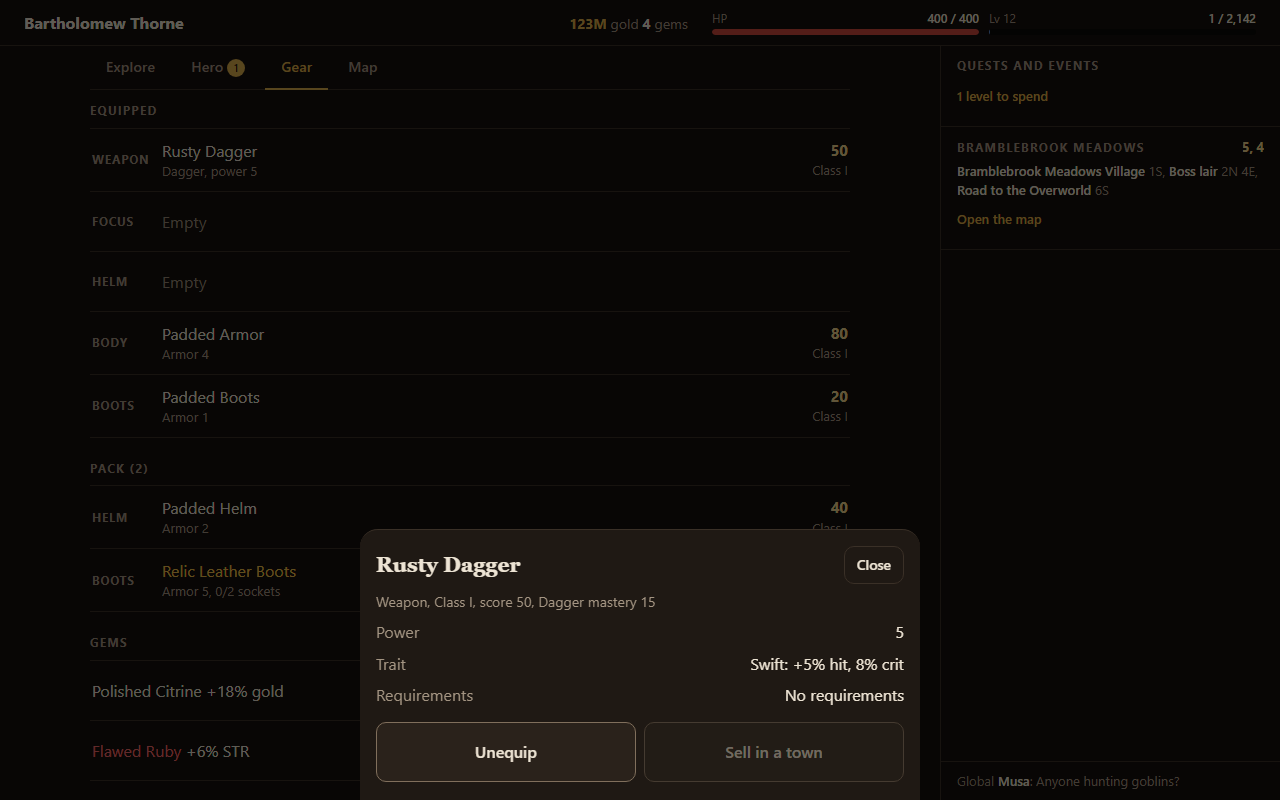 Bartholomew Thorne
123M gold 4 gems
HP 400 / 400
Lv 12 1 / 2,142
Explore
Hero 1
Gear
Map
EQUIPPED
WEAPON Rusty Dagger 50
Dagger, power 5 Class I
FOCUS Empty
HELM Empty
BODY Padded Armor 80
Armor 4 Class I
BOOTS Padded Boots 20
Armor 1 Class I
PACK (2)
HELM Padded Helm 40
Armor 2 Class I
BOOTS Relic Leather Boots
Armor 5, 0/2 sockets
GEMS
Polished Citrine +18% gold
Flawed Ruby +6% STR
Rusty Dagger Close
Weapon, Class I, score 50, Dagger mastery 15
Power 5
Trait Swift: +5% hit, 8% crit
Requirements No requirements
Unequip Sell in a town
QUESTS AND EVENTS
1 level to spend
BRAMBLEBROOK MEADOWS 5, 4
Bramblebrook Meadows Village 1S, Boss lair 2N 4E,
Road to the Overworld 6S
Open the map
Global Musa: Anyone hunting goblins?